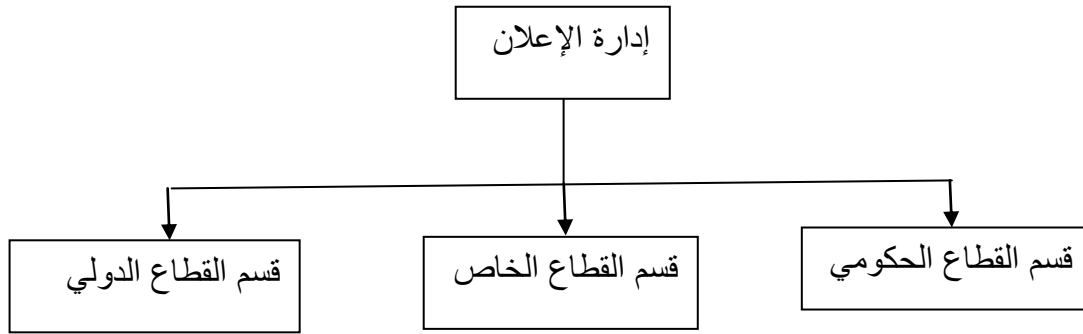 إدارة الإعلان
قسم القطاع الحكومي
قسم القطاع الخاص
قسم القطاع الدولي